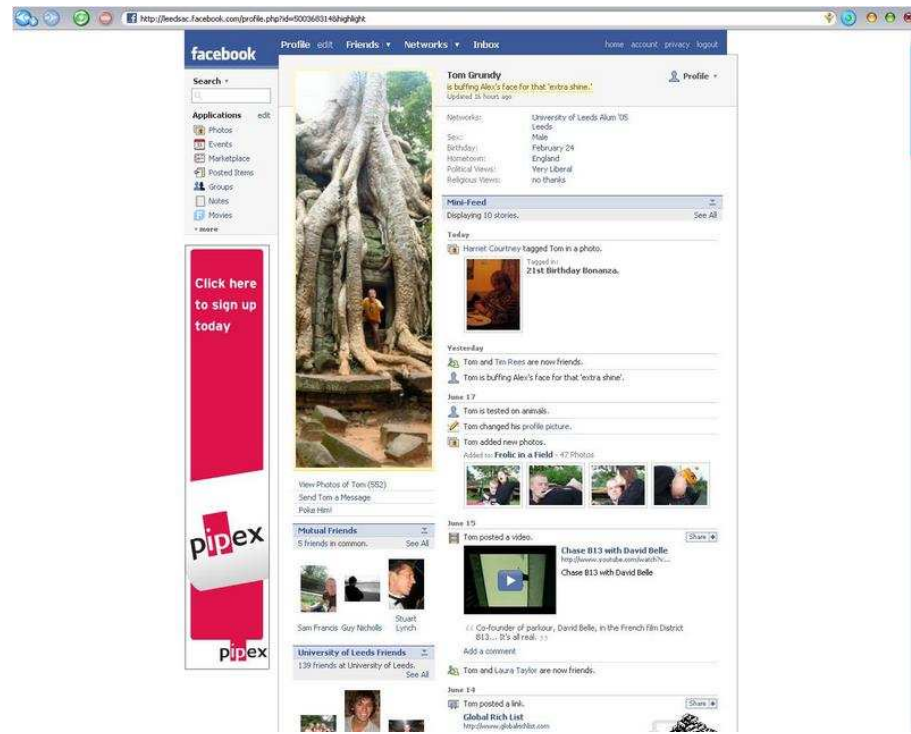 http://leedsac.facebook.com/profile.php?id=500368314&highlight
facebook
Profile edit Friends Networks Inbox
home account privacy logout
Search
Applications edit
Photos
Events
Marketplace
Posted Items
Groups
Notes
Movies
more
Click here
to sign up
today
pipex
pipex
View Photos of Tom (552)
Send Tom a Message
Poke Him!
Mutual Friends
5 friends in common. See All
Sam Francis Guy Nicholls Stuart Lynch
University of Leeds Friends
139 friends at University of Leeds.
See All
Tom Grundy
is buffing Alex's face for that 'extra shine.'
Updated 16 hours ago
Profile
Networks: University of Leeds Alum '05
Leeds
Sex: Male
Birthday: February 24
Hometown: England
Political Views: Very Liberal
Religious Views: no thanks
Mini-Feed
Displaying 10 stories. See All
Today
Harriet Courtney tagged Tom in a photo.
Tagged in:
21st Birthday Bonanza.
Yesterday
Tom and Tim Rees are now friends.
Tom is buffing Alex's face for that 'extra shine'.
June 17
Tom is tested on animals.
Tom changed his profile picture.
Tom added new photos.
Added to: Frolic in a Field - 47 Photos
June 15
Tom posted a video. Share +
Chase B13 with David Belle
http://www.youtube.com/watch?v...
Chase B13 with David Belle
Co-founder of parkour, David Belle, in the French film District
B13... It's all real.
Add a comment
Tom and Laura Taylor are now friends.
June 14
Tom posted a link. Share +
Global Rich List
http://www.globalrichlist.com